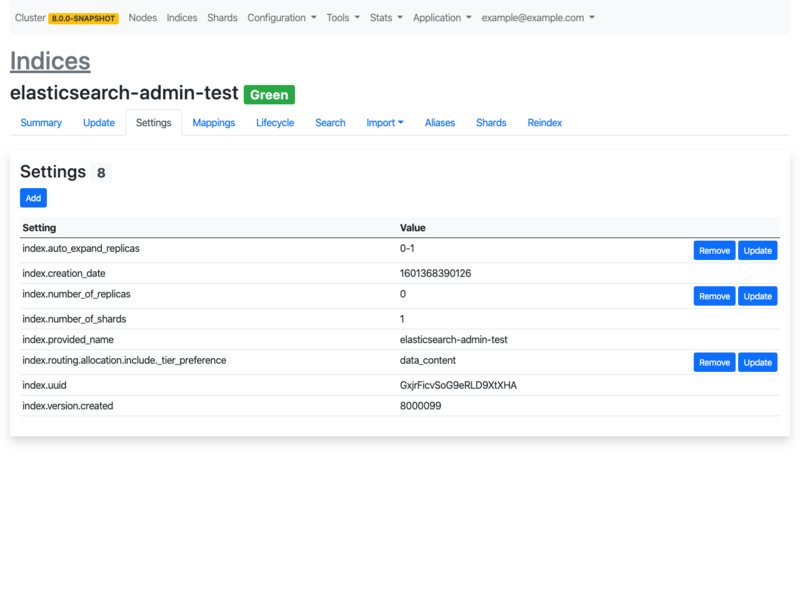 Cluster 8.0.0-SNAPSHOT Nodes Indices Shards Configuration Tools Stats Application example@example.com
Indices
elasticsearch-admin-test Green
Summary Update Settings Mappings Lifecycle Search Import Aliases Shards Reindex
Settings 8
Add
Setting Value
index.auto_expand_replicas 0-1 Remove Update
index.creation_date 1601368390126
index.number_of_replicas 0 Remove Update
index.number_of_shards 1
index.provided_name elasticsearch-admin-test
index.routing.allocation.include._tier_preference data_content Remove Update
index.uuid GxjrFicvSoG9eRLD9XtXHA
index.version.created 8000099